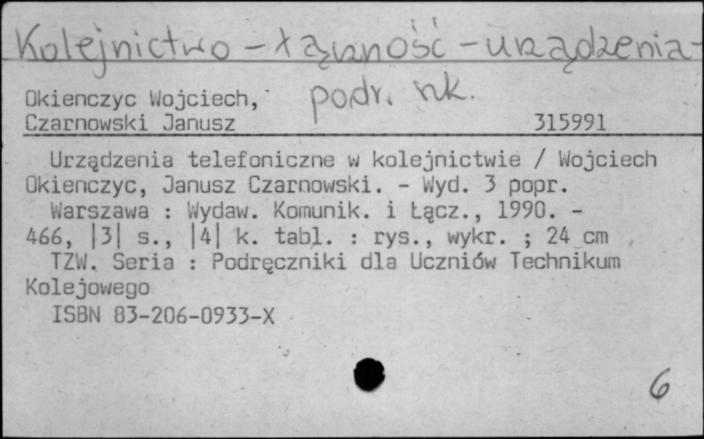 Kolejnictwo – Łączność – urządzenia –
podr. nk.
Okienczyc Wojciech,
Czarnowski Janusz 315991
Urządzenia telefoniczne w kolejnictwie / Wojciech
Okienczyc, Janusz Czarnowski. - Wyd. 3 popr.
Warszawa : Wydaw. Komunik. i Łącz., 1990. -
466, |3| s., |4| k. tabl. : rys., wykr. ; 24 cm
TZW. Seria : Podręczniki dla Uczniów Technikum
Kolejowego
ISBN 83-206-0933-X
6